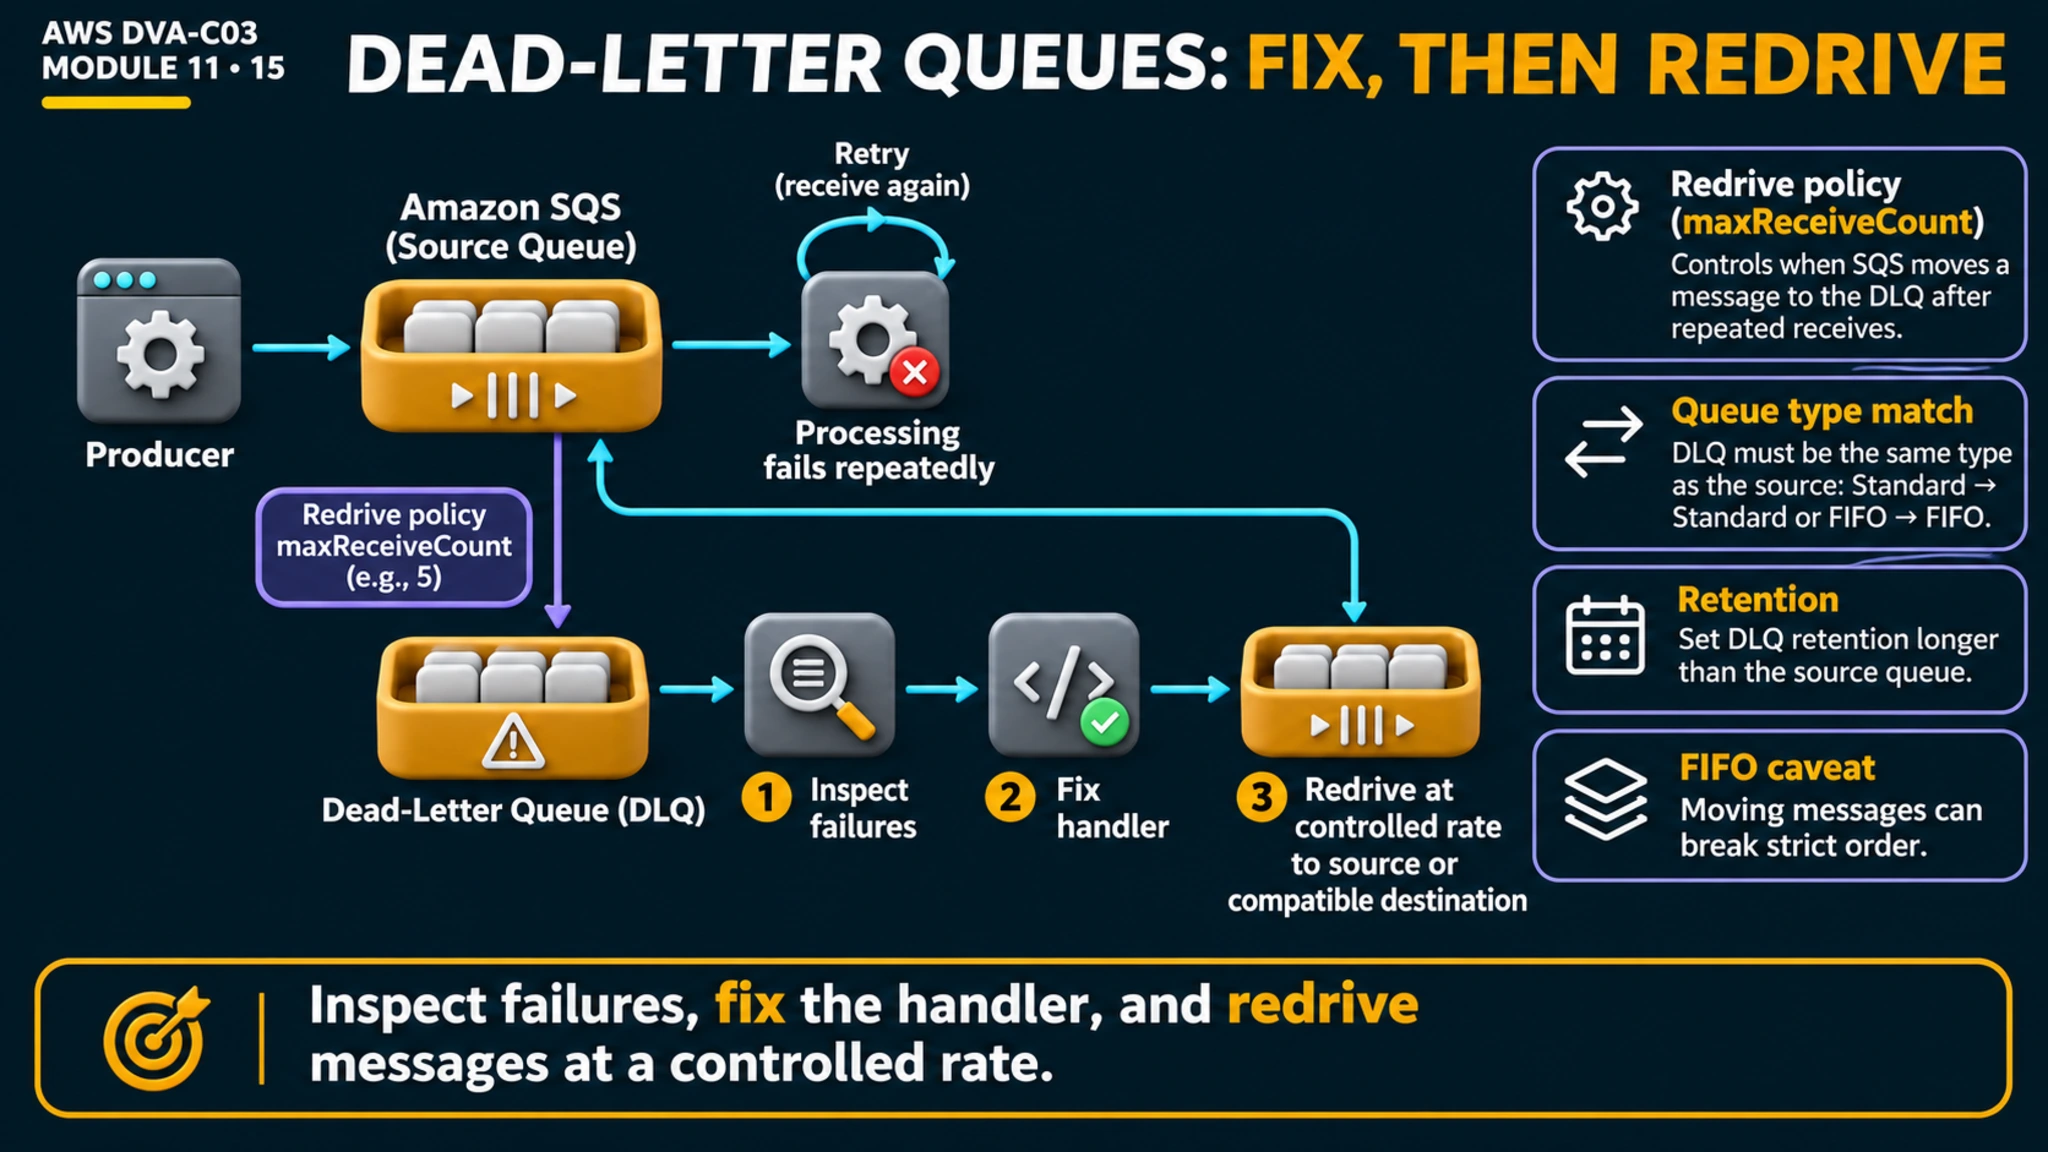 AWS DVA-C03
MODULE 11 • 15
DEAD-LETTER QUEUES: FIX, THEN REDRIVE
Retry
(receive again)
Amazon SQS
(Source Queue)
Producer
Processing
fails repeatedly
Redrive policy
maxReceiveCount
(e.g., 5)
Dead-Letter Queue (DLQ)
1 Inspect
failures
2 Fix
handler
3 Redrive at
controlled rate
to source or
compatible destination
Redrive policy
(maxReceiveCount)
Controls when SQS moves a
message to the DLQ after
repeated receives.
Queue type match
DLQ must be the same type
as the source: Standard →
Standard or FIFO → FIFO.
Retention
Set DLQ retention longer
than the source queue.
FIFO caveat
Moving messages can
break strict order.
Inspect failures, fix the handler, and redrive
messages at a controlled rate.